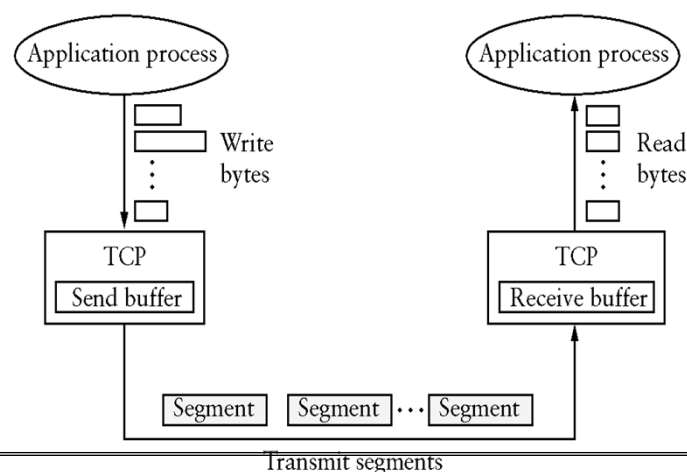 Application process
Application process
Write
bytes
Read
bytes
TCP
Send buffer
TCP
Receive buffer
Segment
Segment
Segment
Transmit segments